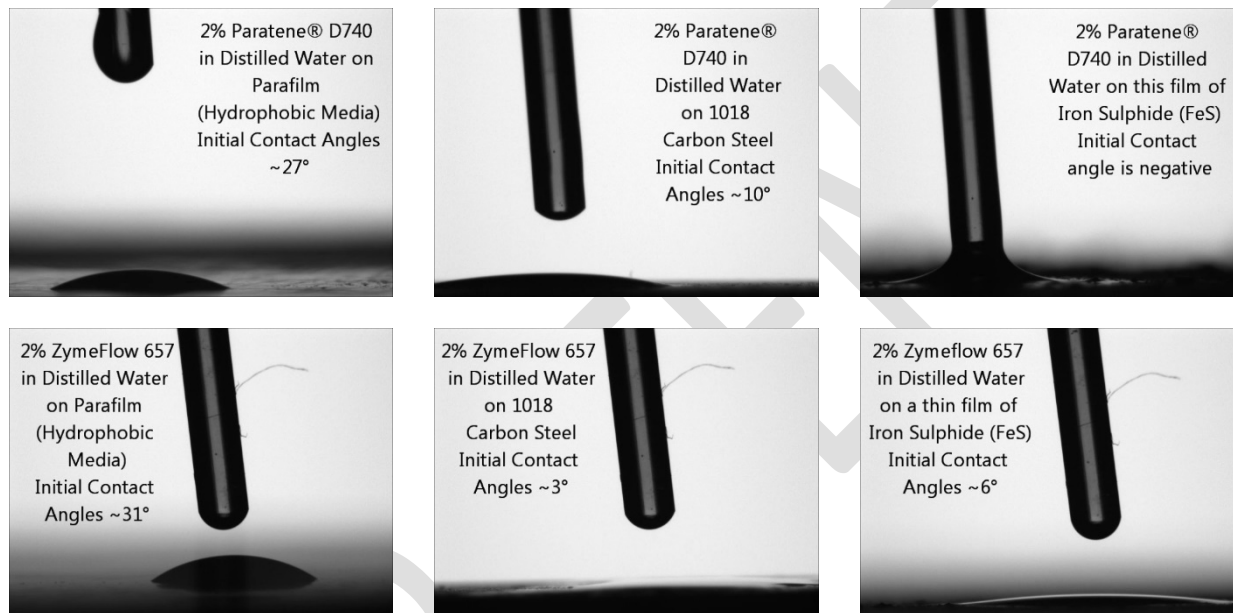 2% Paratene® D740
in Distilled Water on
Parafilm
(Hydrophobic Media)
Initial Contact Angles
~27°
2% Paratene®
D740 in
Distilled Water
on 1018
Carbon Steel
Initial Contact
Angles ~10°
2% Paratene®
D740 in Distilled
Water on this film of
Iron Sulphide (FeS)
Initial Contact
angle is negative
2% ZymeFlow 657
in Distilled Water
on Parafilm
(Hydrophobic
Media)
Initial Contact
Angles ~31°
2% ZymeFlow 657
in Distilled Water
on 1018
Carbon Steel
Initial Contact
Angles ~3°
2% Zymeflow 657
in Distilled Water
on a thin film of
Iron Sulphide (FeS)
Initial Contact
Angles ~6°